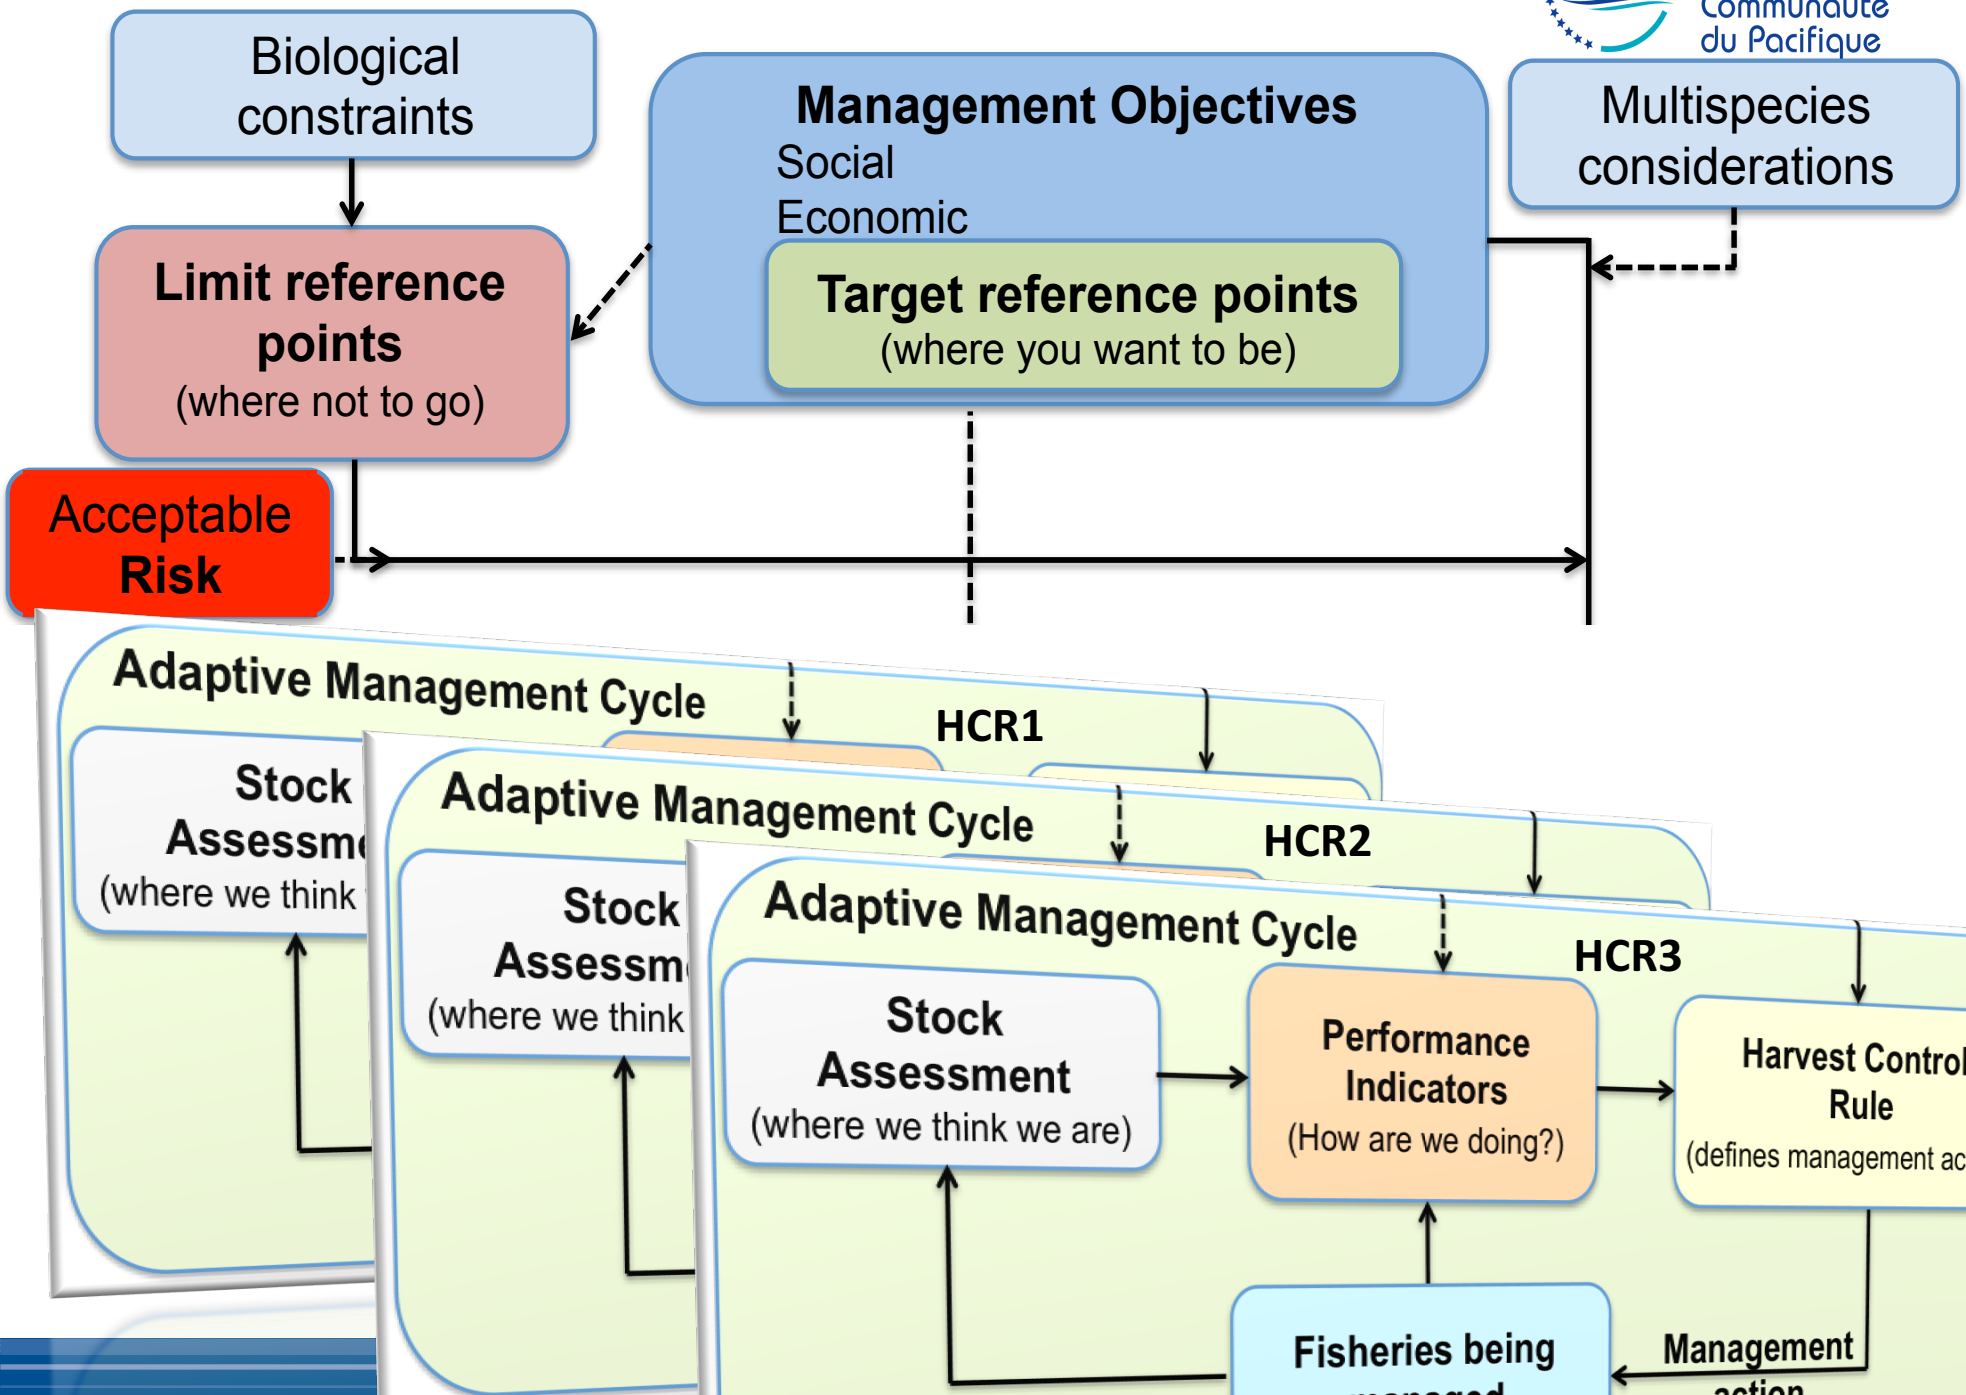 Communauté
du Pacifique
Biological
constraints
Management Objectives
Social
Economic
Multispecies
considerations
Target reference points
(where you want to be)
Limit reference
points
(where not to go)
Acceptable
Risk
Adaptive Management Cycle
HCR1
Stock
(where we think
Adaptive Management Cycle
HCR2
Stock
(where we think
Adaptive Management Cycle
HCR3
Stock
Assessment
(where we think we are)
Performance
Indicators
(How are we doing?)
Harvest Control
Rule
(defines management
Fisheries being
managed
Management
action